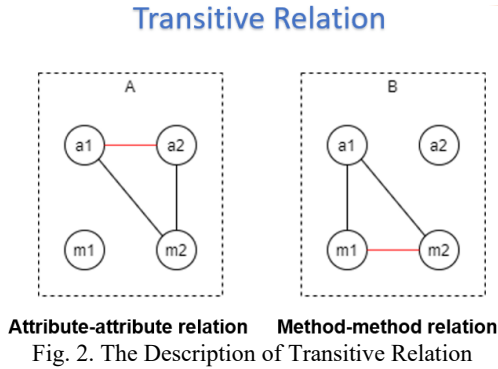 Transitive Relation
A
B
a1
a2
a1
a2
m1
m2
m1
m2
Attribute-attribute relation
Method-method relation
Fig. 2. The Description of Transitive Relation